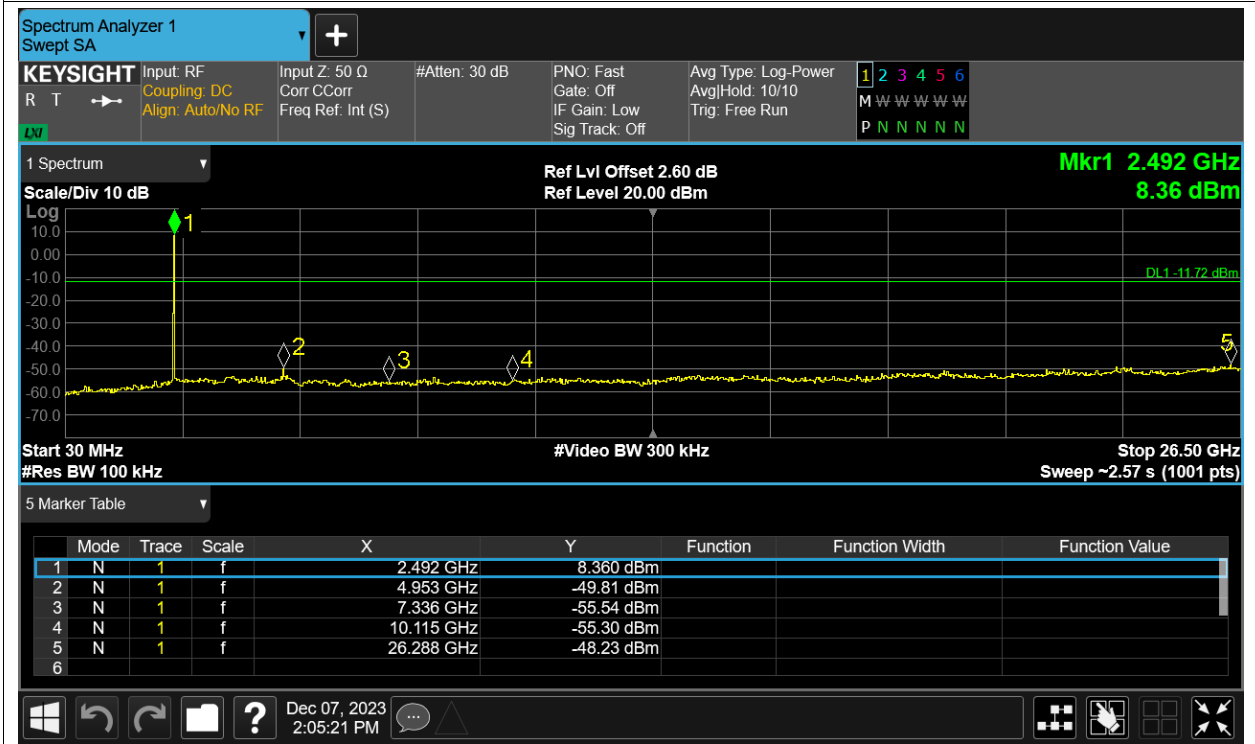 Spectrum Analyzer 1
Swept SA
+
KEYSIGHT
R T
LXI
Input: RF
Coupling: DC
Align: Auto/No RF
Input Z: 50 Ω
Corr CCorr
Freq Ref: Int (S)
#Atten: 30 dB
PNO: Fast
Gate: Off
IF Gain: Low
Sig Track: Off
Avg Type: Log-Power
Avg|Hold: 10/10
Trig: Free Run
1 2 3 4 5 6
M W W W W W
P N N N N N
1 Spectrum
Scale/Div 10 dB
Ref Lvl Offset 2.60 dB
Ref Level 20.00 dBm
Mkr1 2.492 GHz
8.36 dBm
Log
10.0
0.00
-10.0
-20.0
-30.0
-40.0
-50.0
-60.0
-70.0
1
2
3
4
5
DL1 -11.72 dBm
Start 30 MHz
#Res BW 100 kHz
#Video BW 300 kHz
Stop 26.50 GHz
Sweep ~2.57 s (1001 pts)
5 Marker Table
Mode Trace Scale X Y Function Function Width Function Value
1 N 1 f 2.492 GHz 8.360 dBm
2 N 1 f 4.953 GHz -49.81 dBm
3 N 1 f 7.336 GHz -55.54 dBm
4 N 1 f 10.115 GHz -55.30 dBm
5 N 1 f 26.288 GHz -48.23 dBm
6
?
Dec 07, 2023
2:05:21 PM